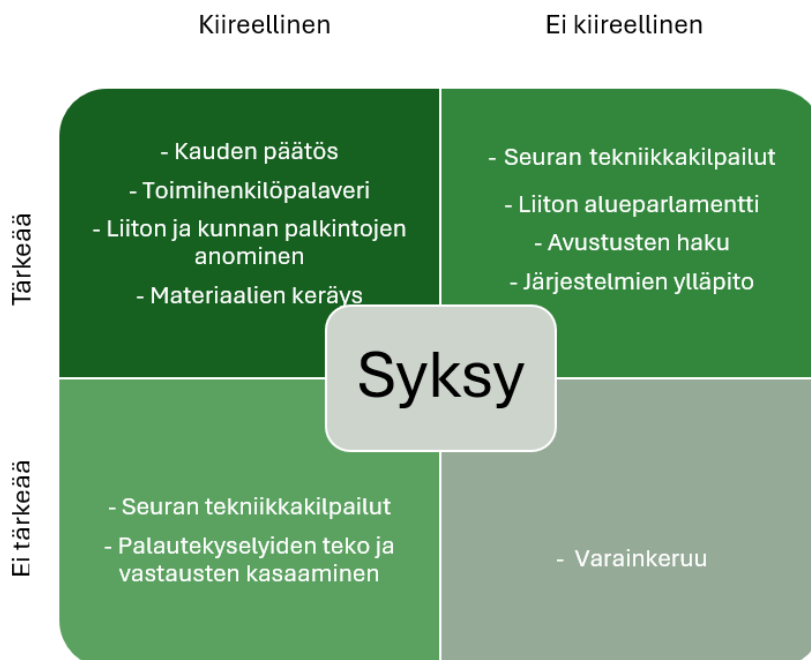 Kiireellinen
Ei kiireellinen
Tärkeää
- Kauden päätös
- Toimihenkilöpalaveri
- Liiton ja kunnan palkintojen
anominen
- Materiaalien keräys
- Seuran tekniikkakilpailut
- Liiton alueparlamentti
- Avustusten haku
- Järjestelmien ylläpito
Syksy
Ei tärkeää
- Seuran tekniikkakilpailut
- Palautekyselyiden teko ja
vastausten kasaaminen
- Varainkeruu